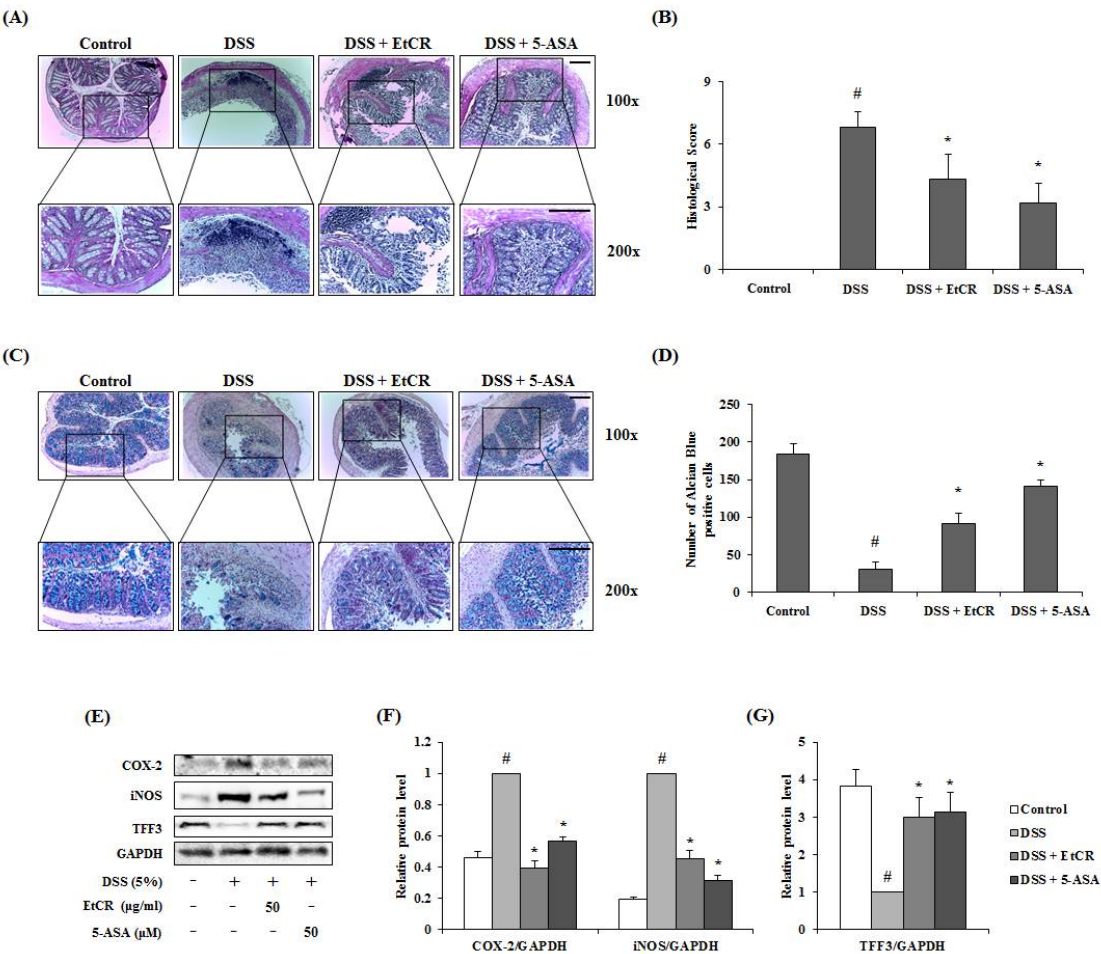 (A)
Control DSS DSS + EtCR DSS + 5-ASA
100x
200x
(B)
Histological Score
9
6
3
0
Control DSS DSS + EtCR DSS + 5-ASA
#
*
*
(C)
Control DSS DSS + EtCR DSS + 5-ASA
100x
200x
(D)
Number of Alcian Blue
positive cells
250
200
150
100
50
0
Control DSS DSS + EtCR DSS + 5-ASA
#
*
*
(E)
COX-2
iNOS
TFF3
GAPDH
DSS (5%) − + + +
EtCR (µg/ml) − − 50 −
5-ASA (µM) − − − 50
(F)
Relative protein level
1.2
1
0.8
0.6
0.4
0.2
0
# * * # * *
COX-2/GAPDH iNOS/GAPDH
(G)
Relative protein level
5
4
3
2
1
0
# * *
TFF3/GAPDH
Control
DSS
DSS + EtCR
DSS + 5-ASA